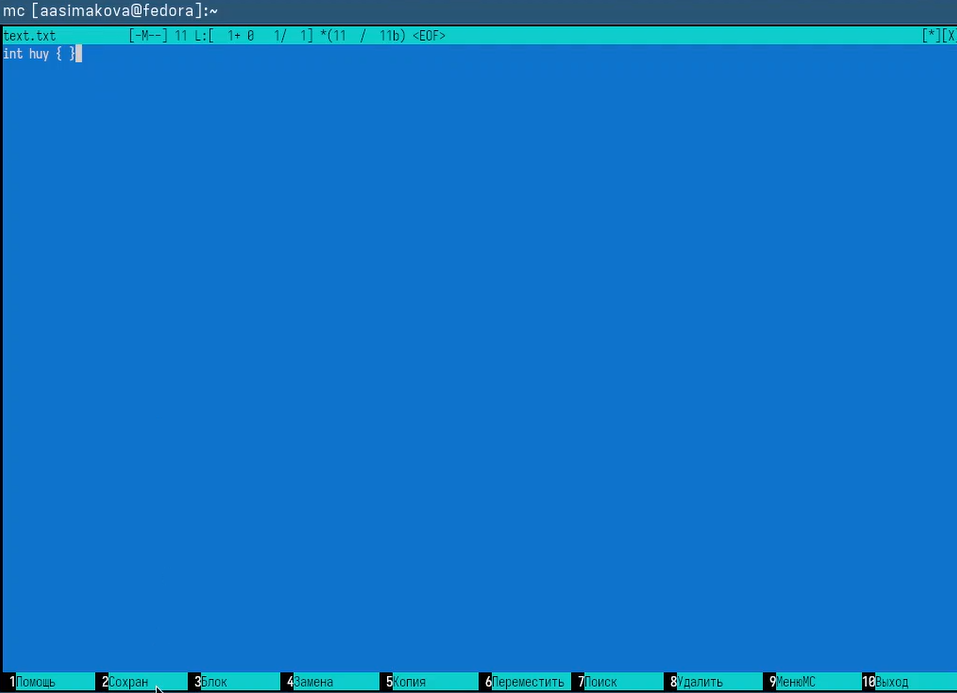 mc [aasimakova@fedora]:~
text.txt [-M--] 11 L:[ 1+ 0 1/ 1] *(11 / 11b) <EOF> [*][X
int huy { }
1Помощь 2Сохран 3Блок 4Замена 5Копия 6Переместить 7Поиск 8Удалить 9МенюMC 10Выход